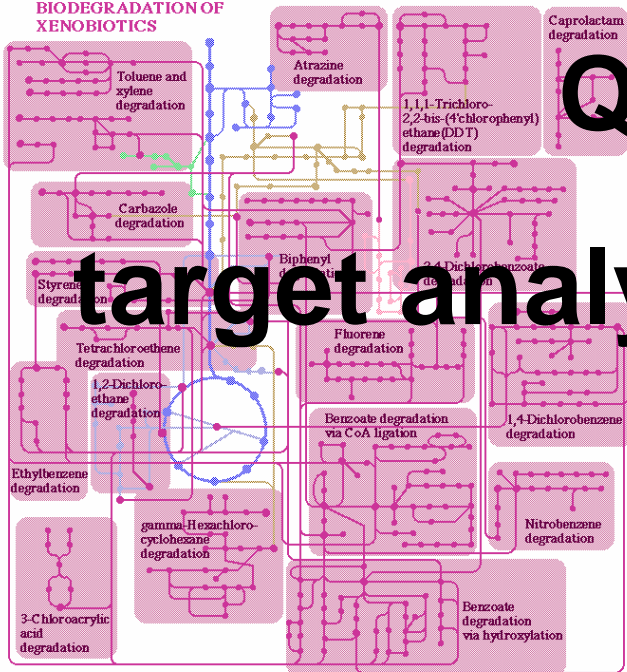 BIODEGRADATION OF
XENOBIOTICS
Caprolactam
degradation
Q
Toluene and
xylene
degradation
Atrazine
degradation
1,1,1-Trichloro-
2,2-bis-(4'chlorophenyl)
ethane(DDT)
degradation
Carbazole
degradation
Biphenyl
target analy
Styrene
degradation
Tetrachloroethene
degradation
Fluorene
degradation
1,2-Dichloro-
ethane
degradation
Benzoate degradation
via CoA ligation
1,4-Dichlorobenzene
degradation
Ethylbenzene
degradation
gamma-Hexachloro-
cyclohexane
degradation
Nitrobenzene
degradation
3-Chloroacrylic
acid
degradation
Benzoate
degradation
via hydroxylation